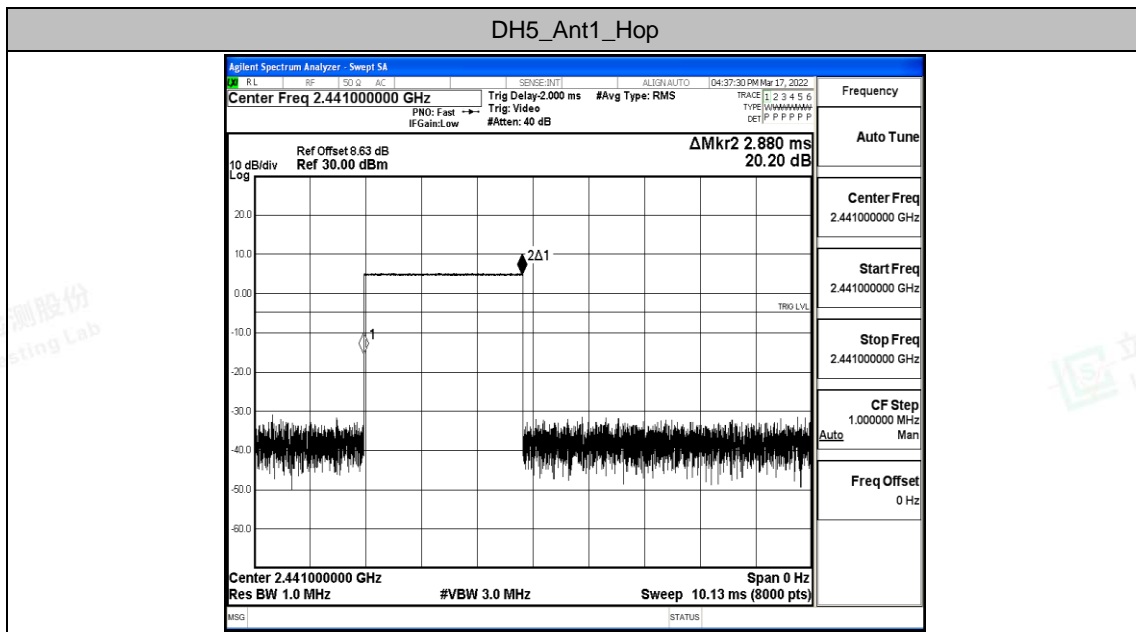 DH5_Ant1_Hop
Agilent Spectrum Analyzer - Swept SA
RL RF 50 Ω AC SENSE:INT ALIGNAUTO 04:37:30 PM Mar 17, 2022
Center Freq 2.441000000 GHz
PNO: Fast
IFGain:Low
Trig Delay-2.000 ms
Trig: Video
#Atten: 40 dB
#Avg Type: RMS
TRACE 1 2 3 4 5 6
TYPE
DET P P P P P P
ΔMkr2 2.880 ms
20.20 dB
Ref Offset 8.63 dB
10 dB/div Ref 30.00 dBm
Log
20.0
10.0
0.00
-10.0
-20.0
-30.0
-40.0
-50.0
-60.0
2Δ1
1
TRIG LVL
Center 2.441000000 GHz Span 0 Hz
Res BW 1.0 MHz #VBW 3.0 MHz Sweep 10.13 ms (8000 pts)
MSG STATUS
Frequency
Auto Tune
Center Freq
2.441000000 GHz
Start Freq
2.441000000 GHz
Stop Freq
2.441000000 GHz
CF Step
1.000000 MHz
Auto Man
Freq Offset
0 Hz
测股份
sting Lab
立